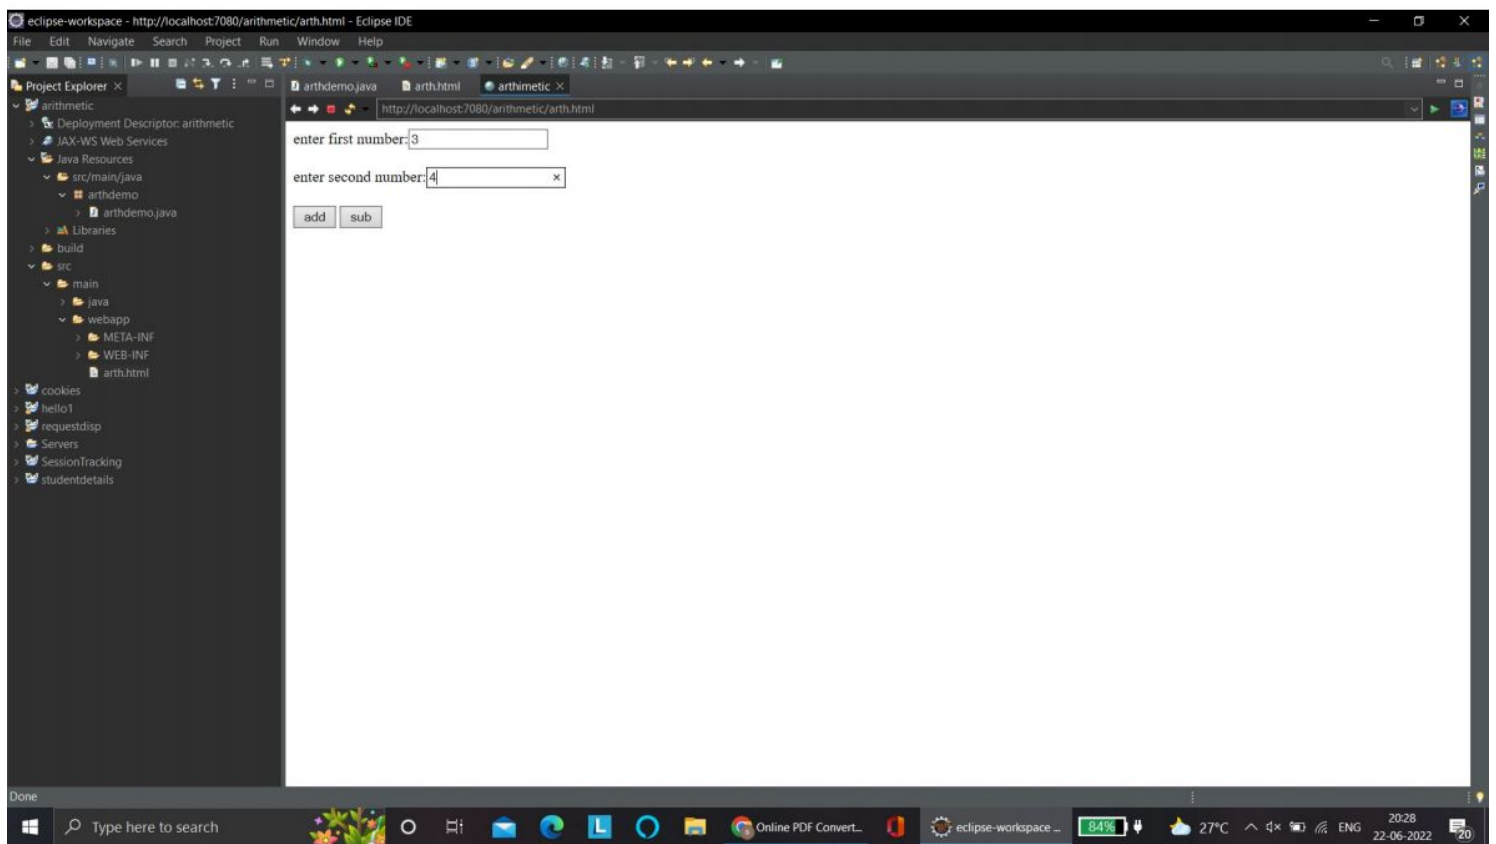 eclipse-workspace - http://localhost:7080/arithmetic/arth.html - Eclipse IDE
File Edit Navigate Search Project Run Window Help
Project Explorer
arthdemo.java arth.html arthimetic
http://localhost:7080/arithmetic/arth.html
arithmetic
Deployment Descriptor: arithmetic
JAX-WS Web Services
Java Resources
src/main/java
arthdemo
arthdemo.java
Libraries
build
src
main
java
webapp
META-INF
WEB-INF
arth.html
cookies
hello1
requestdisp
Servers
SessionTracking
studentdetails
enter first number: 3
enter second number: 4
add sub
Done
Type here to search
L
Online PDF Convert...
eclipse-workspace ...
84%
27°C
ENG
20:28
22-06-2022
20